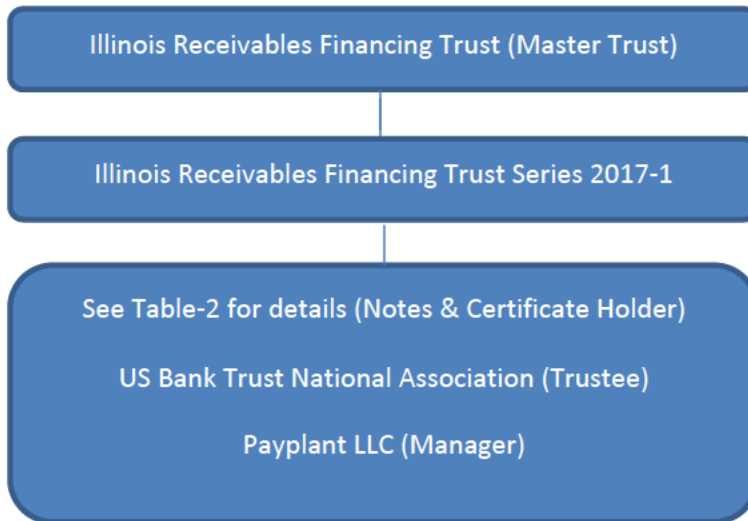 Illinois Receivables Financing Trust (Master Trust)
Illinois Receivables Financing Trust Series 2017-1
See Table-2 for details (Notes & Certificate Holder)
US Bank Trust National Association (Trustee)
Payplant LLC (Manager)